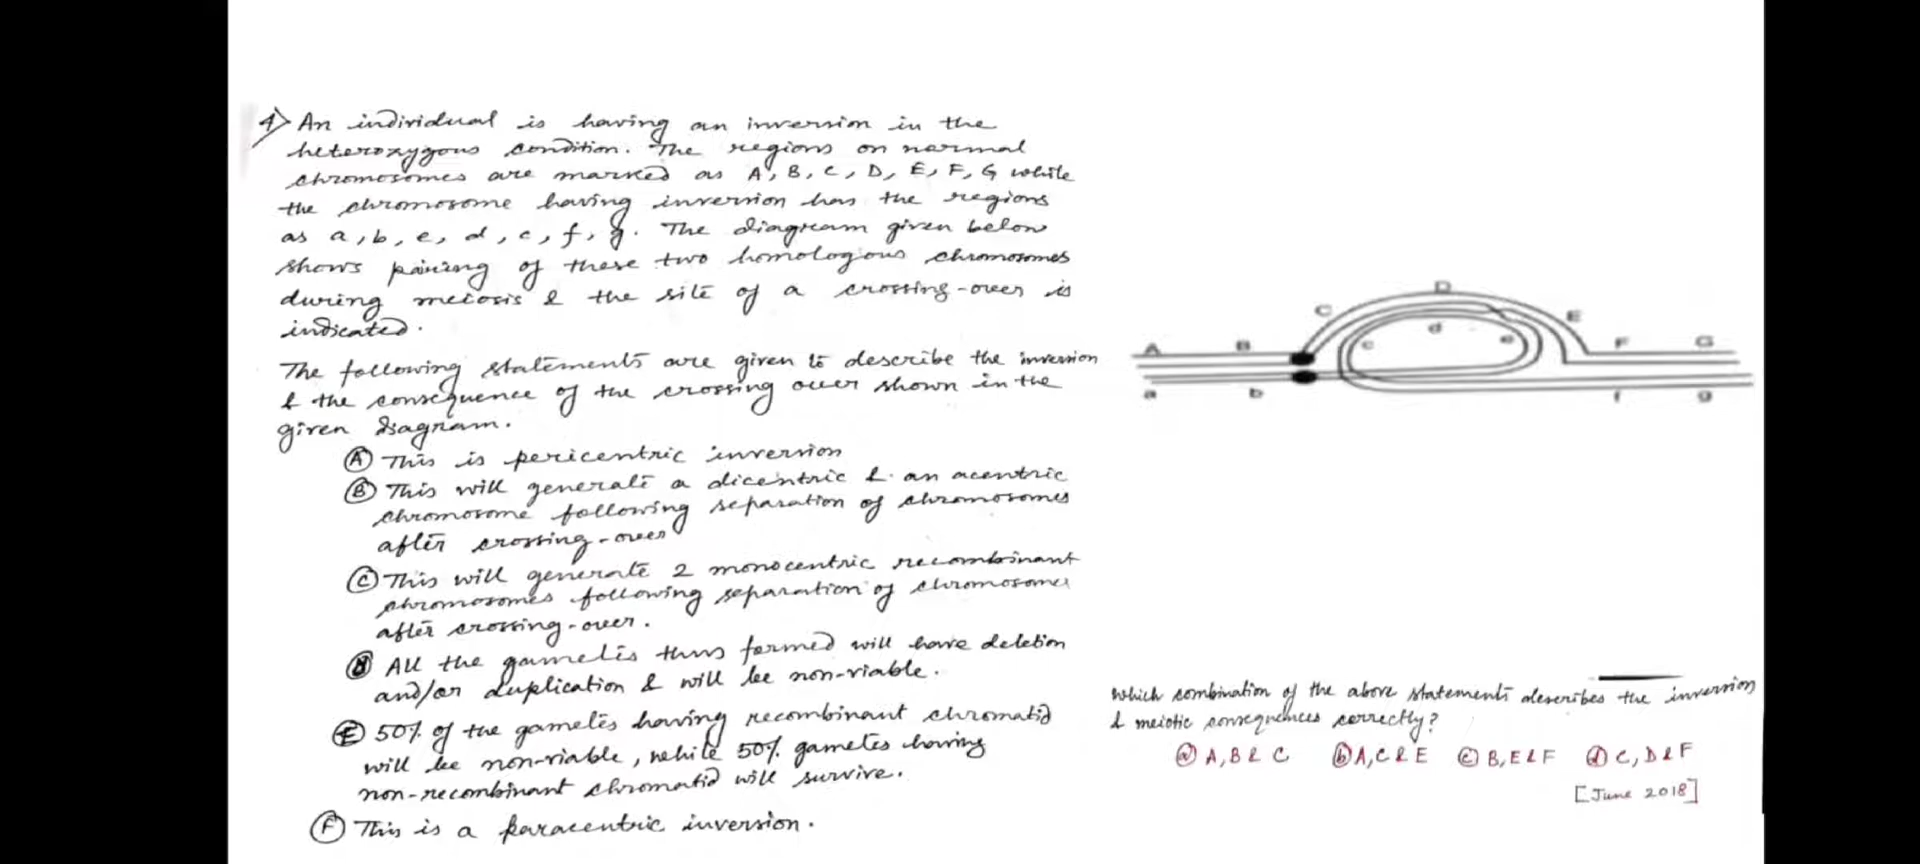 4> An individual is having an inversion in the
heterozygous condition. The regions on normal
chromosomes are marked as A, B, C, D, E, F, G while
the chromosome having inversion has the regions
as a, b, e, d, c, f, g. The diagream given below
shows pairing of these two homologous chromosomes
during meiosis & the site of a crossing-over is
indicated.
The following statements are given to describe the inversion
& the consequence of the crossing over shown in the
given diagram.
Ⓐ This is pericentric inversion
Ⓑ This will generate a dicentric & an acentric
chromosome following separation of chromosomes
after crossing-over
Ⓒ This will generate 2 monocentric recombinant
chromosomes following separation of chromosomes
after crossing-over.
Ⓓ All the gametes thus formed will have deletion
and/or duplication & will be non-viable.
Ⓔ 50% of the gametes having recombinant chromatid
will be non-viable, while 50% gametes having
non-recombinant chromatid will survive.
Ⓕ This is a paracentric inversion.
D
C
E
d
A
B
c
e
F
G
a
b
f
g
Which combination of the above statements describes the inversion
& meiotic consequences correctly?
ⓐ A, B & C ⓑ A, C & E ⓒ B, E & F ⓓ C, D & F
[June 2018]